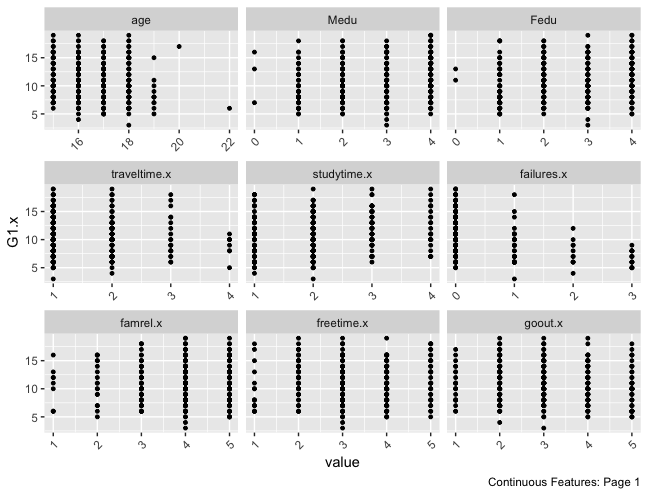 age Medu Fedu
15
10
5
16 18 20 22 0 1 2 3 4 0 1 2 3 4
traveltime.x studytime.x failures.x
15
10
5
1 2 3 4 1 2 3 4 0 1 2 3
famrel.x freetime.x goout.x
15
10
5
1 2 3 4 5 1 2 3 4 5 1 2 3 4 5
G1.x
value
Continuous Features: Page 1